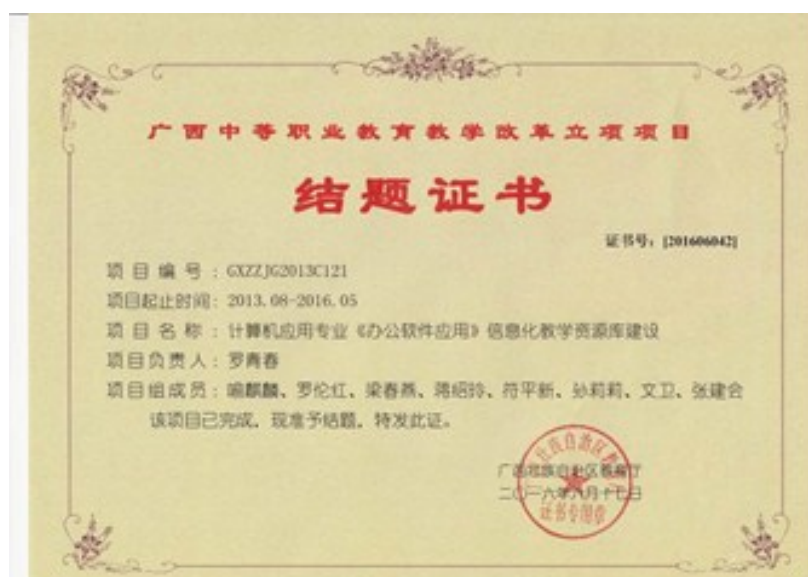 广西中等职业教育教学改革立项项目
结题证书
证书号：[201606042]
项目编号：GXZZJG2013C121
项目起止时间：2013.08-2016.05
项目名称：计算机应用专业《办公软件应用》信息化教学资源库建设
项目负责人：罗青春
项目组成员：喻麒麟、罗伦红、梁春燕、蒋绍玲、符平新、孙莉莉、文卫、张建会
该项目已完成，现准予结题，特发此证。
广西壮族自治区教育厅
二〇一六年六月十七日
证书专用章